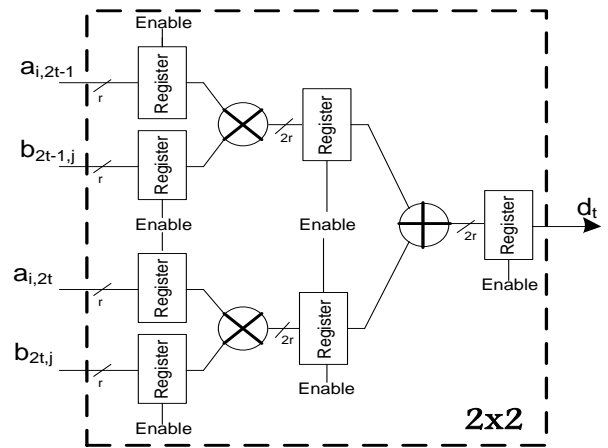 Enable
a_{i,2t-1}
r
Register
2r
Register
b_{2t-1,j}
r
Register
Enable
Enable
d_t
2r
Register
Enable
a_{i,2t}
r
Register
2r
Register
b_{2t,j}
r
Register
Enable
Enable
2x2